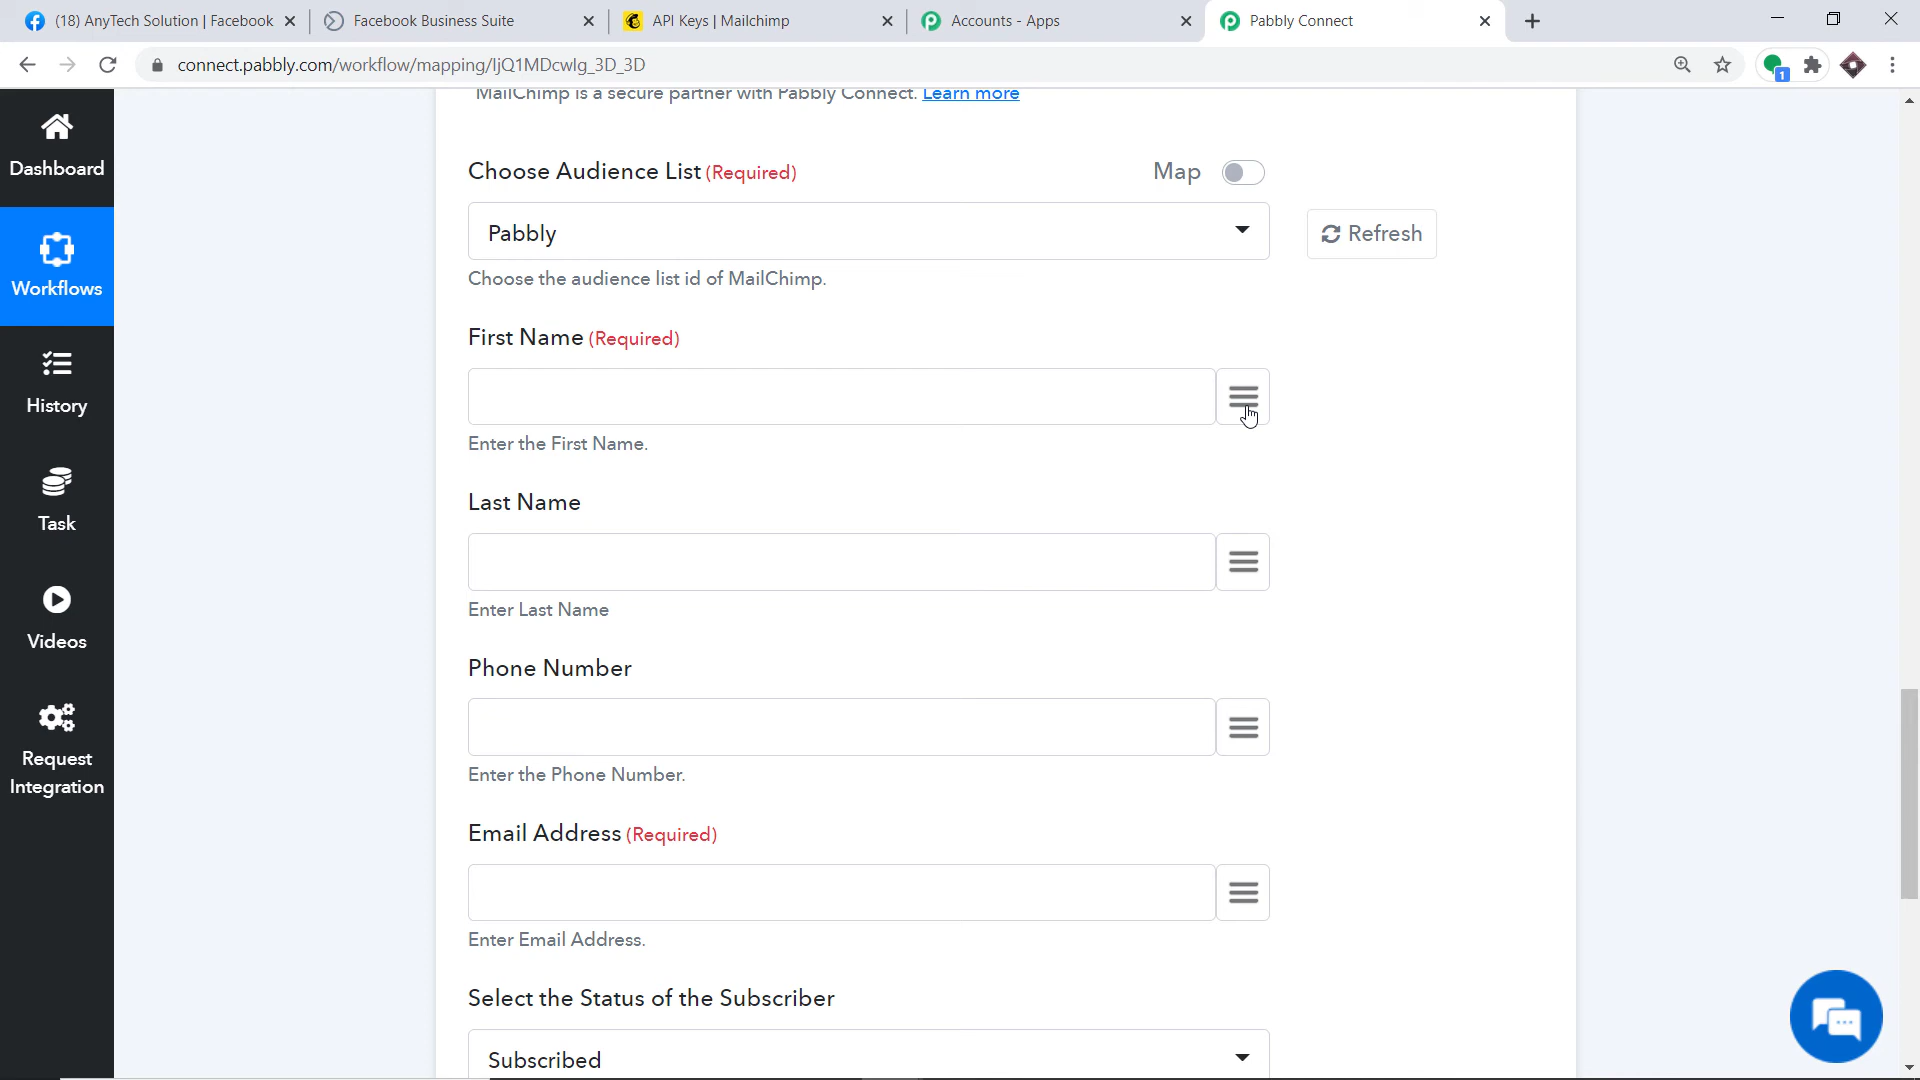 (18) AnyTech Solution | Facebook
Facebook Business Suite
API Keys | Mailchimp
Accounts - Apps
Pabbly Connect
connect.pabbly.com/workflow/mapping/IjQ1MDcwIg_3D_3D
1
MailChimp is a secure partner with Pabbly Connect. Learn more
Dashboard
Workflows
History
Task
Videos
Request
Integration
Choose Audience List (Required)
Map
Pabbly
Refresh
Choose the audience list id of MailChimp.
First Name (Required)
Enter the First Name.
Last Name
Enter Last Name
Phone Number
Enter the Phone Number.
Email Address (Required)
Enter Email Address.
Select the Status of the Subscriber
Subscribed